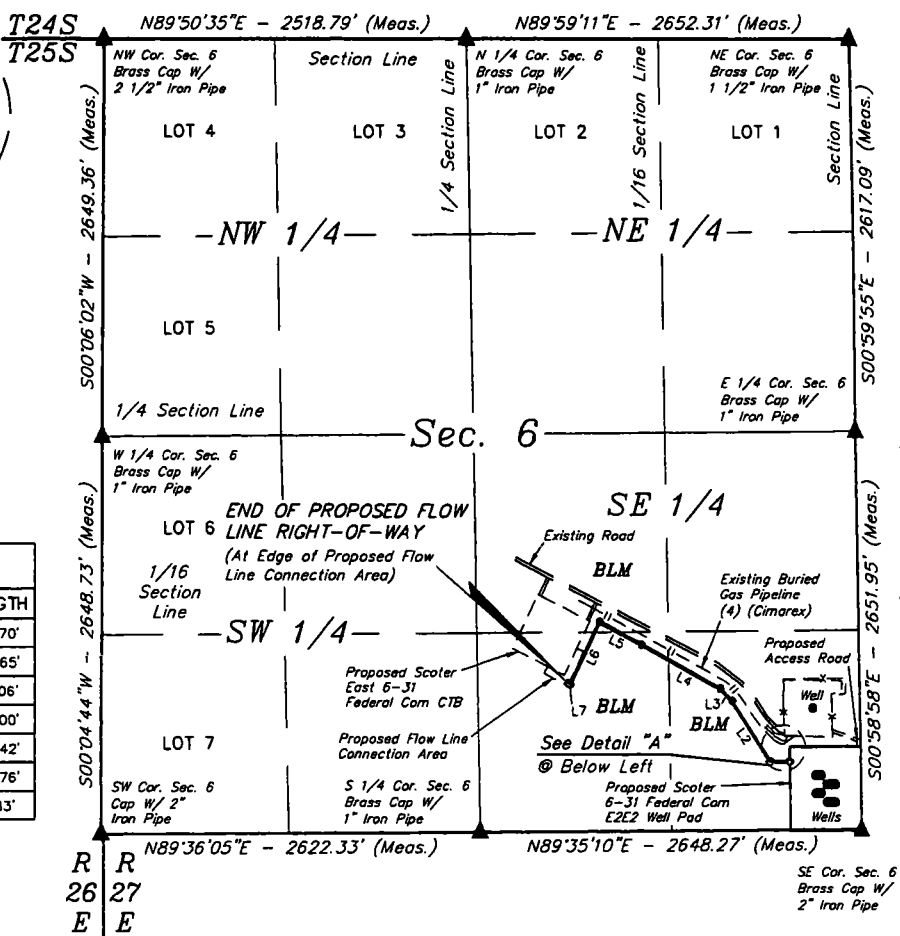 T24S
T25S
N89°50'35"E - 2518.79' (Meas.)
N89°59'11"E - 2652.31' (Meas.)
NW Cor. Sec. 6
Brass Cap W/
2 1/2" Iron Pipe
Section Line
N 1/4 Cor. Sec. 6
Brass Cap W/
1" Iron Pipe
NE Cor. Sec. 6
Brass Cap W/
1 1/2" Iron Pipe
LOT 4
LOT 3
LOT 2
LOT 1
1/4 Section Line
1/16 Section Line
Section Line
S00°06'02"W - 2649.36' (Meas.)
S00°59'55"E - 2617.09' (Meas.)
NW 1/4
NE 1/4
LOT 5
1/4 Section Line
E 1/4 Cor. Sec. 6
Brass Cap W/
1" Iron Pipe
Sec. 6
W 1/4 Cor. Sec. 6
Brass Cap W/
1" Iron Pipe
LOT 6
END OF PROPOSED FLOW
LINE RIGHT-OF-WAY
(At Edge of Proposed Flow
Line Connection Area)
SE 1/4
Existing Road
BLM
Existing Buried
Gas Pipeline
(4) (Cimarex)
1/16
Section
Line
S00°04'44"W - 2648.73' (Meas.)
S00°58'58"E - 2651.95' (Meas.)
SW 1/4
Proposed
Access Road
L5
L6
L4
L3
L7
L2
Proposed Scoter
East 6-31
Federal Com CTB
BLM
BLM
Well
Proposed Flow Line
Connection Area
See Detail "A"
@ Below Left
LOT 7
Proposed Scoter
6-31 Federal Com
E2E2 Well Pad
Wells
SW Cor. Sec. 6
Cap W/ 2"
Iron Pipe
S 1/4 Cor. Sec. 6
Brass Cap W/
1" Iron Pipe
N89°36'05"E - 2622.33' (Meas.)
N89°35'10"E - 2648.27' (Meas.)
SE Cor. Sec. 6
Brass Cap W/
2" Iron Pipe
R R
26 27
E E
GTH
70'
65'
06'
00'
42'
76'